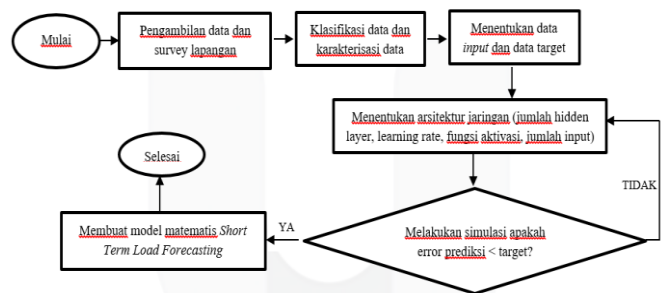 Mulai
Pengambilan data dan
survey lapangan
Klasifikasi data dan
karakterisasi data
Menentukan data
input dan data target
Menentukan arsitektur jaringan (jumlah hidden
layer, learning rate, fungsi aktivasi, jumlah input)
TIDAK
Melakukan simulasi apakah
error prediksi < target?
YA
Membuat model matematis Short
Term Load Forecasting
Selesai